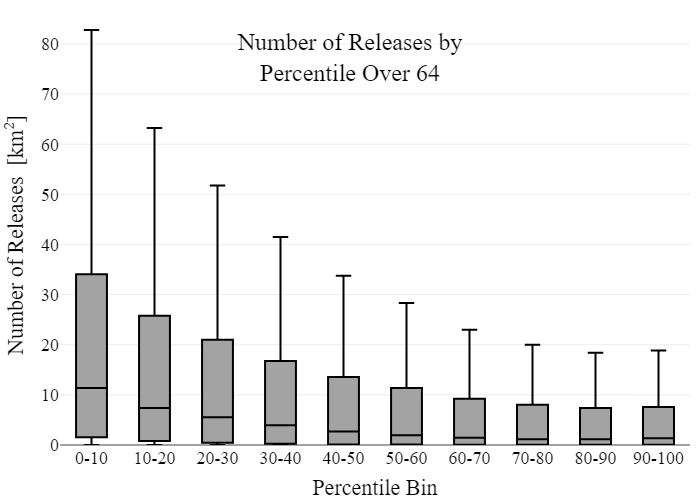 Number of Releases by
Percentile Over 64
Number of Releases [km²]
80
70
60
50
40
30
20
10
0
0-10 10-20 20-30 30-40 40-50 50-60 60-70 70-80 80-90 90-100
Percentile Bin